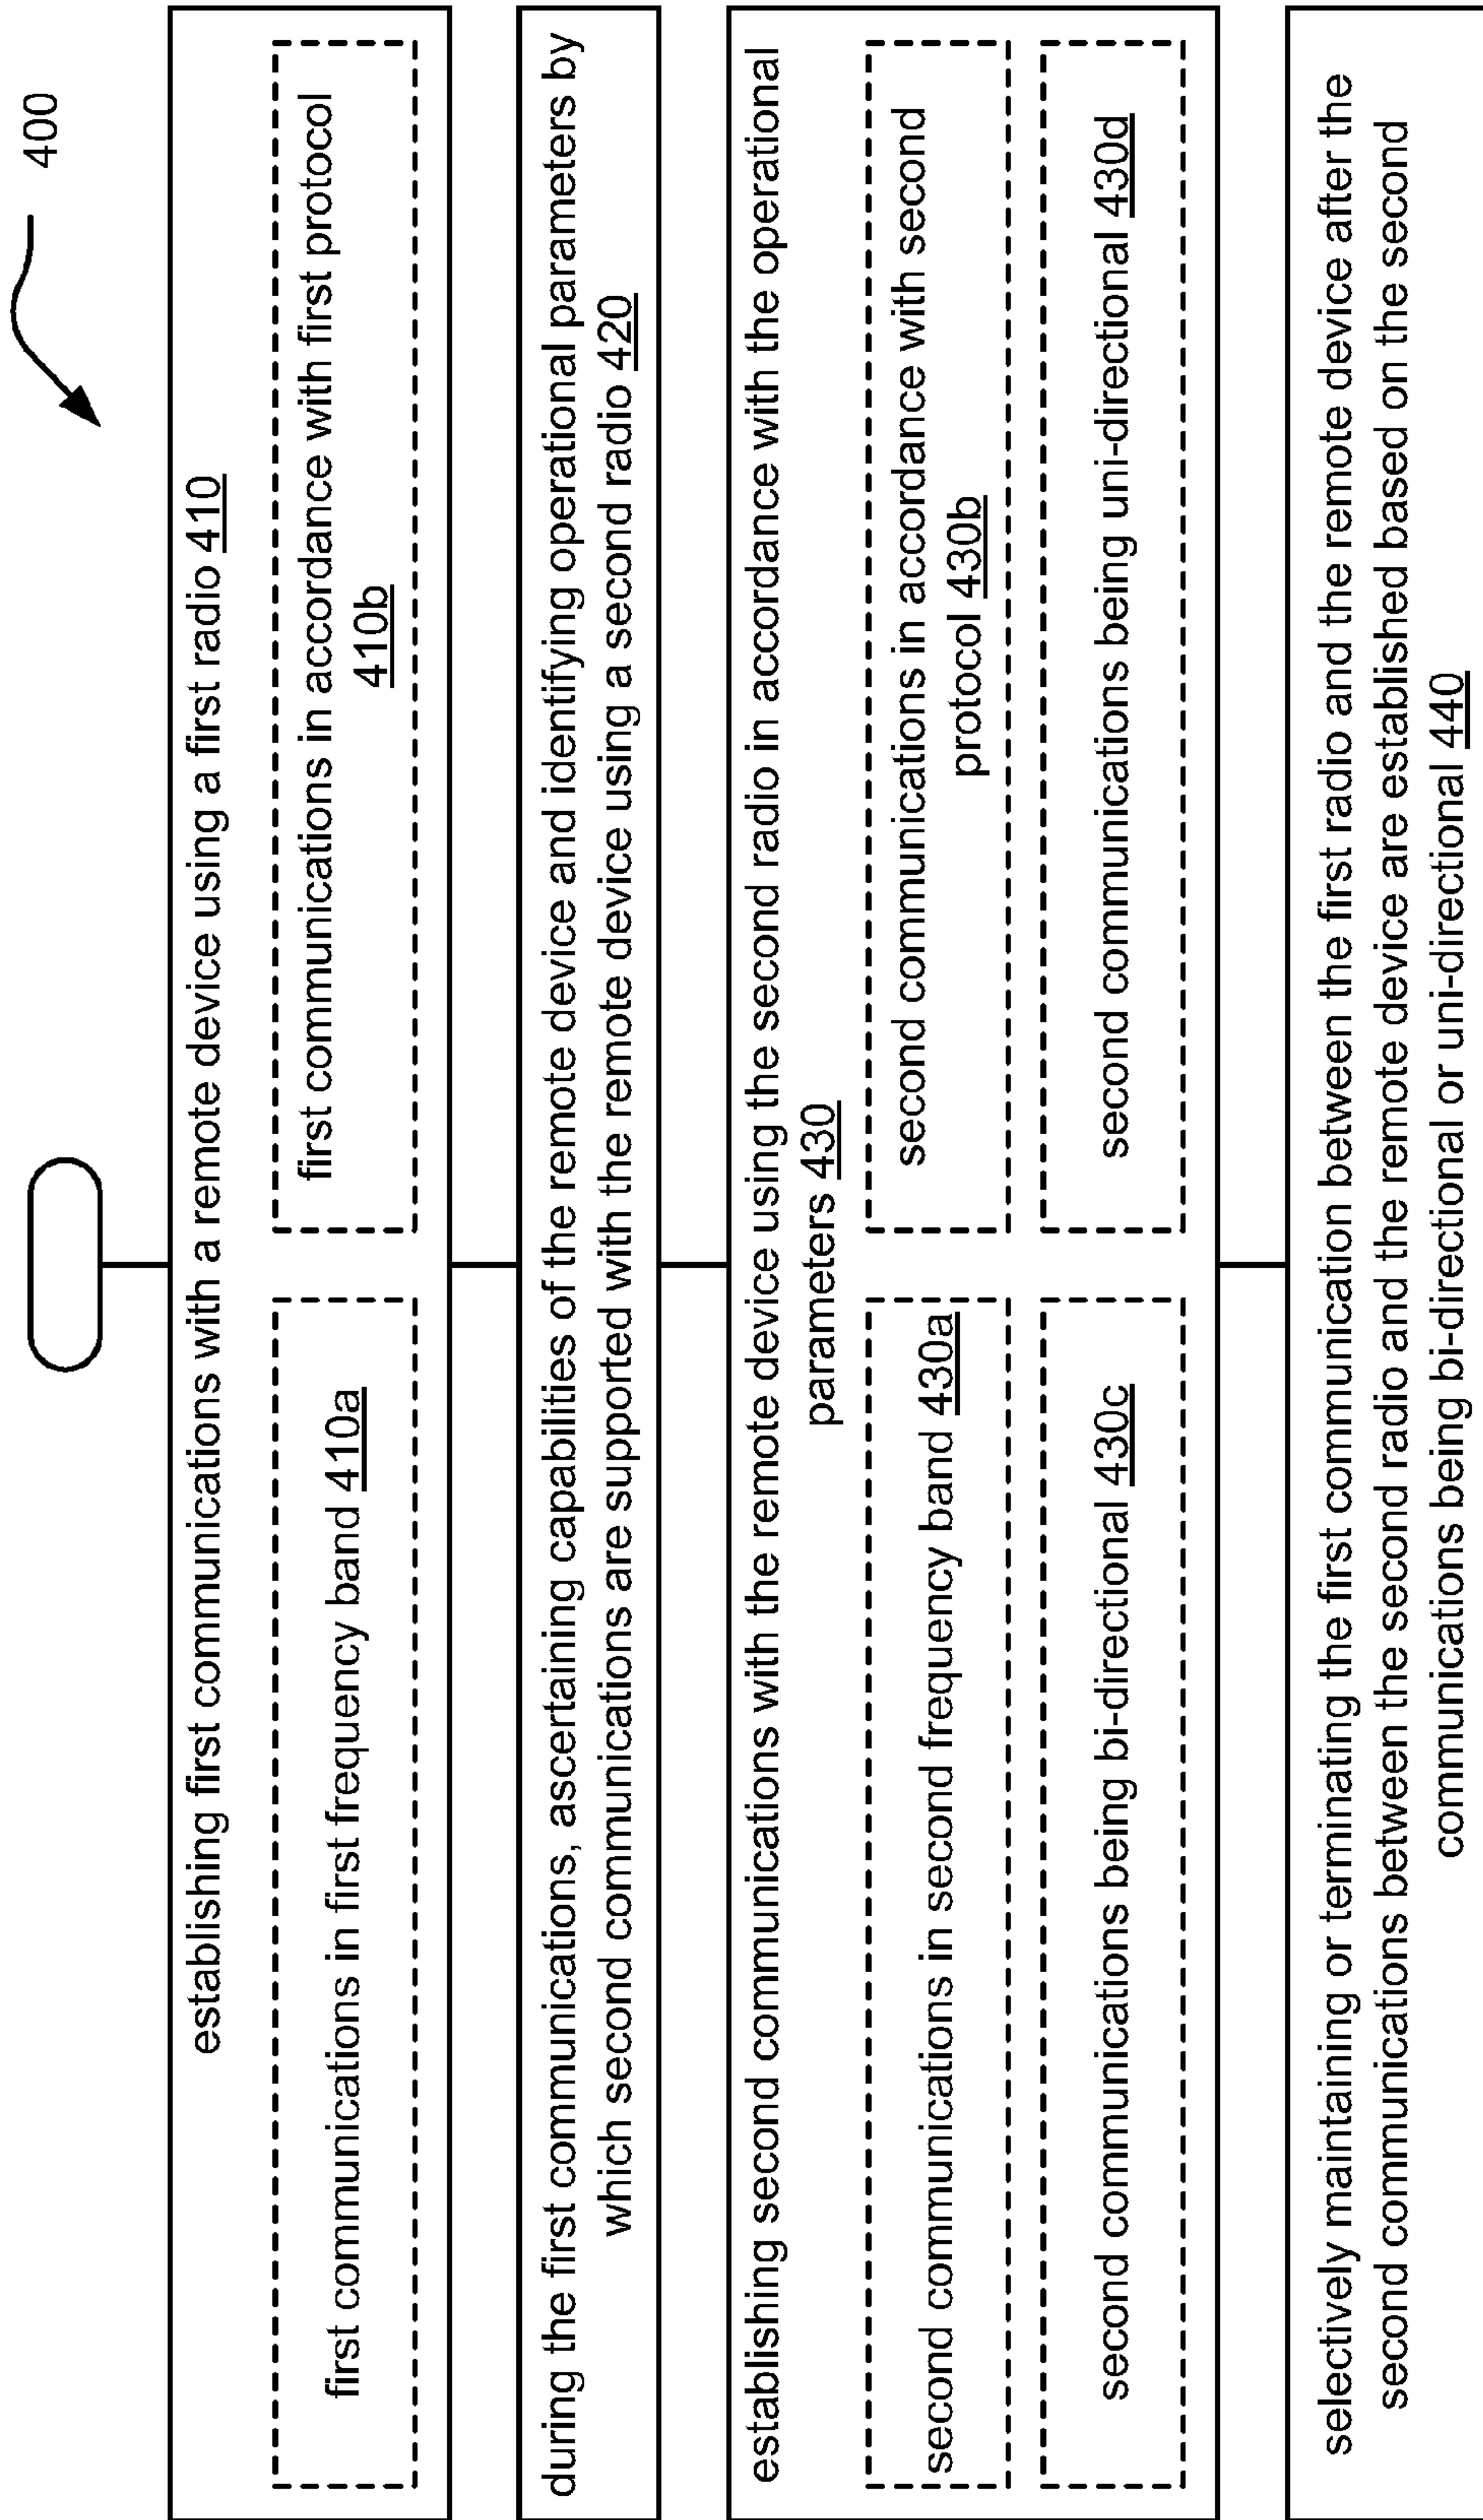 400
establishing first communications with a remote device using a first radio 410
first communications in first frequency band 410a
first communications in accordance with first protocol
410b
during the first communications, ascertaining capabilities of the remote device and identifying operational parameters by
which second communications are supported with the remote device using a second radio 420
establishing second communications with the remote device using the second radio in accordance with the operational
parameters 430
second communications in second frequency band 430a
second communications in accordance with second
protocol 430b
second communications being bi-directional 430c
second communications being uni-directional 430d
selectively maintaining or terminating the first communication between the first radio and the remote device after the
second communications between the second radio and the remote device are established based on the second
communications being bi-directional or uni-directional 440